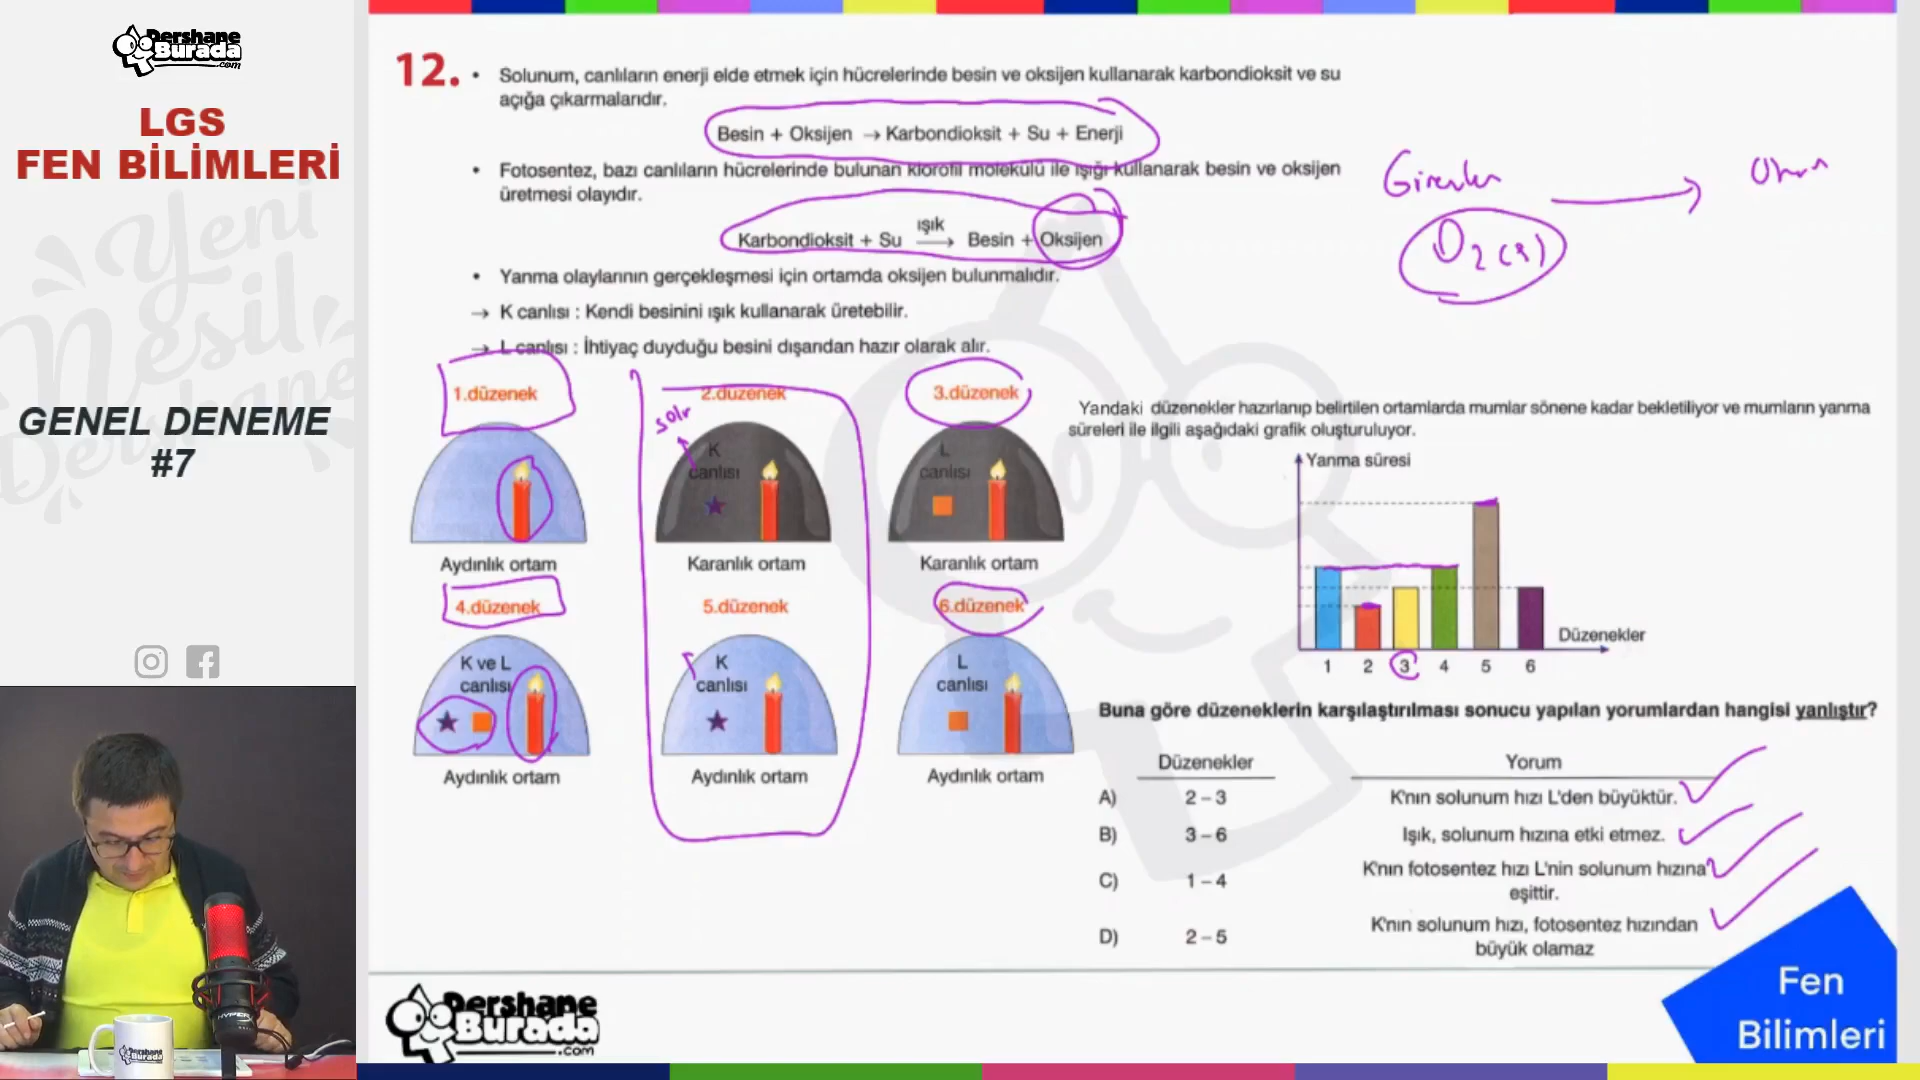 Dershane
Burada
.com
LGS
FEN BİLİMLERİ
Yeni
Nesil
Dershane
GENEL DENEME
#7
12.
• Solunum, canlıların enerji elde etmek için hücrelerinde besin ve oksijen kullanarak karbondioksit ve su
açığa çıkarmalarıdır.
Besin + Oksijen → Karbondioksit + Su + Enerji
• Fotosentez, bazı canlıların hücrelerinde bulunan klorofil molekülü ile ışığı kullanarak besin ve oksijen
üretmesi olayıdır.
ışık
Karbondioksit + Su → Besin + Oksijen
• Yanma olaylarının gerçekleşmesi için ortamda oksijen bulunmalıdır.
→ K canlısı : Kendi besinini ışık kullanarak üretebilir.
→ L canlısı : İhtiyaç duyduğu besini dışarıdan hazır olarak alır.
Girenler →
O2(g)
1.düzenek
2.düzenek
3.düzenek
solr
K
canlısı
L
canlısı
Aydınlık ortam
Karanlık ortam
Karanlık ortam
4.düzenek
5.düzenek
6.düzenek
K ve L
canlısı
K
canlısı
L
canlısı
Aydınlık ortam
Aydınlık ortam
Aydınlık ortam
Yandaki düzenekler hazırlanıp belirtilen ortamlarda mumlar sönene kadar bekletiliyor ve mumların yanma
süreleri ile ilgili aşağıdaki grafik oluşturuluyor.
Yanma süresi
Düzenekler
1 2 3 4 5 6
Buna göre düzeneklerin karşılaştırılması sonucu yapılan yorumlardan hangisi yanlıştır?
Düzenekler Yorum
A) 2 – 3 K'nın solunum hızı L'den büyüktür.
B) 3 – 6 Işık, solunum hızına etki etmez.
C) 1 – 4 K'nın fotosentez hızı L'nin solunum hızına
eşittir.
D) 2 – 5 K'nın solunum hızı, fotosentez hızından
büyük olamaz
Dershane
Burada
.com
Fen
Bilimleri
HYPERX
Dershane
Burada
.com